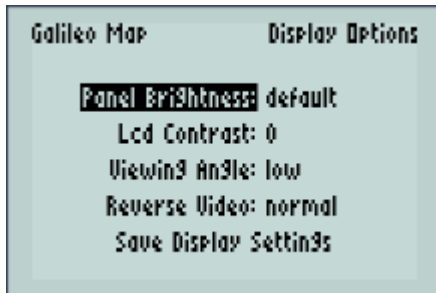 Galileo Map Display Options
Panel Brightness: default
Lcd Contrast: 0
Viewing Angle: low
Reverse Video: normal
Save Display Settings